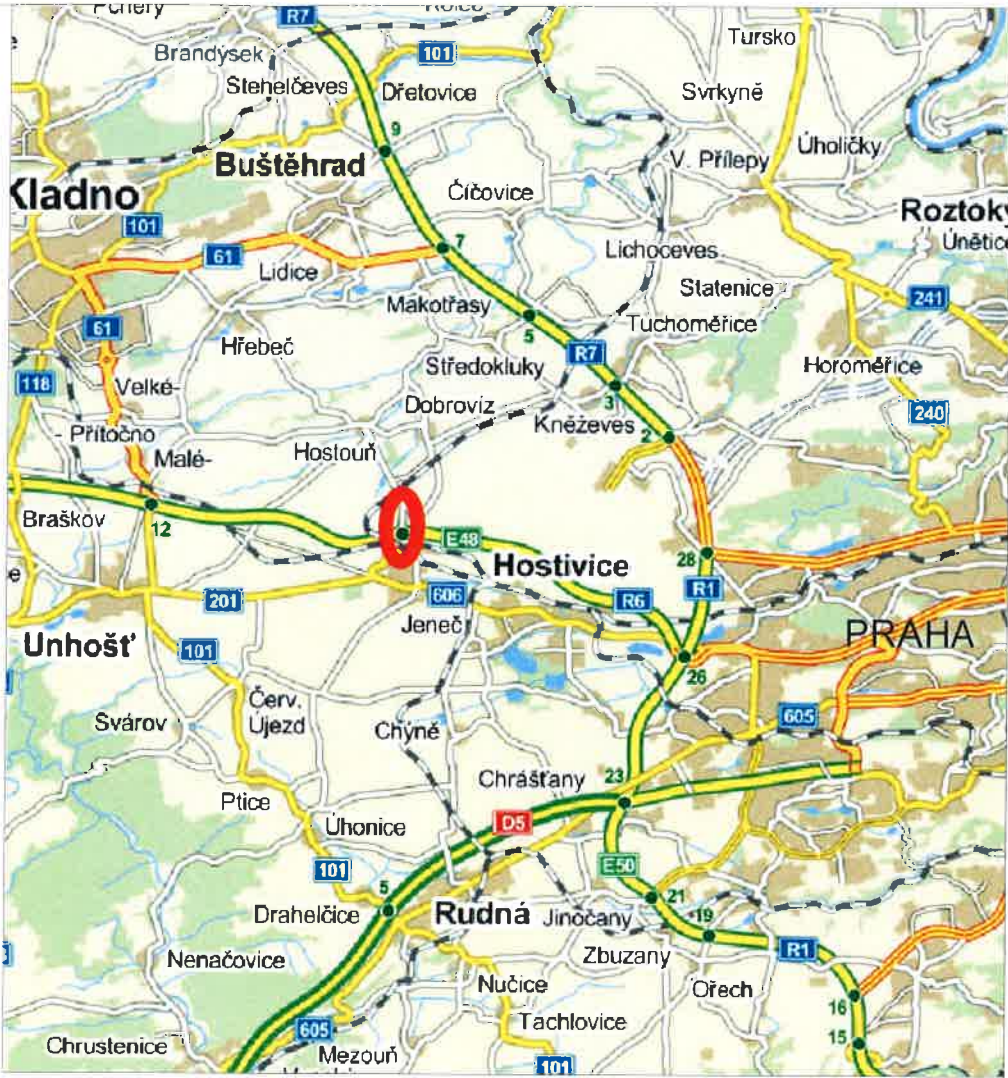 R7
Tursko
Brandýsek
101
Stehelčeves
Dřetovice
Svrkyně
9
Úholičky
V. Přílepy
Buštěhrad
Kladno
Číčovice
Roztoky
101
7
Lichoceves
61
Lidice
Statenice
241
Makotřasy
5
Tuchoměřice
61
Hřebeč
R7
Středokluky
Horoměřice
118
Velké-
3
Dobrovíz
240
- Přítočno
Kněževes
2
Malé-
Hostouň
Braškov
12
E48
Hostivice
28
201
606
R6
R1
Jeneč
Unhošť
101
PRAHA
26
Červ.
Újezd
Svárov
Chýně
605
Chrášťany
23
Ptice
Úhonice
D5
101
E50
5
21
Drahelčice
Rudná
Jinočany
19
Zbuzany
R1
Nenačovice
Nučice
Ořech
16
Tachlovice
605
15
Chrustenice
Mezouň
101